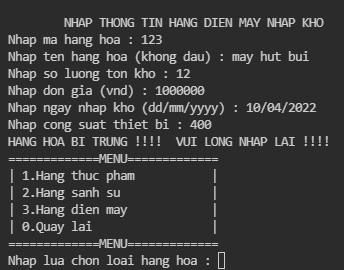 NHAP THONG TIN HANG DIEN MAY NHAP KHO
Nhap ma hang hoa : 123
Nhap ten hang hoa (khong dau) : may hut bui
Nhap so luong ton kho : 12
Nhap don gia (vnd) : 1000000
Nhap ngay nhap kho (dd/mm/yyyy) : 10/04/2022
Nhap cong suat thiet bi : 400
HANG HOA BI TRUNG !!!!  VUI LONG NHAP LAI !!!!
=============MENU=============
| 1.Hang thuc pham           |
| 2.Hang sanh su             |
| 3.Hang dien may            |
| 0.Quay lai                 |
=============MENU=============
Nhap lua chon loai hang hoa :